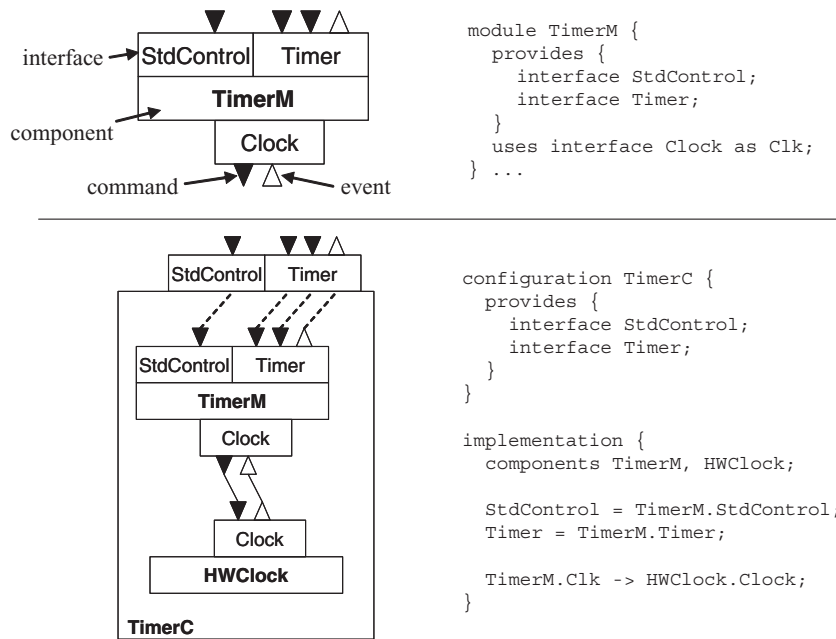 interface
StdControl Timer
TimerM
component
Clock
command event
module TimerM {
provides {
interface StdControl;
interface Timer;
}
uses interface Clock as Clk;
} ...
StdControl Timer
StdControl Timer
TimerM
Clock
Clock
HWClock
TimerC
configuration TimerC {
provides {
interface StdControl;
interface Timer;
}
}
implementation {
components TimerM, HWClock;
StdControl = TimerM.StdControl;
Timer = TimerM.Timer;
TimerM.Clk -> HWClock.Clock;
}